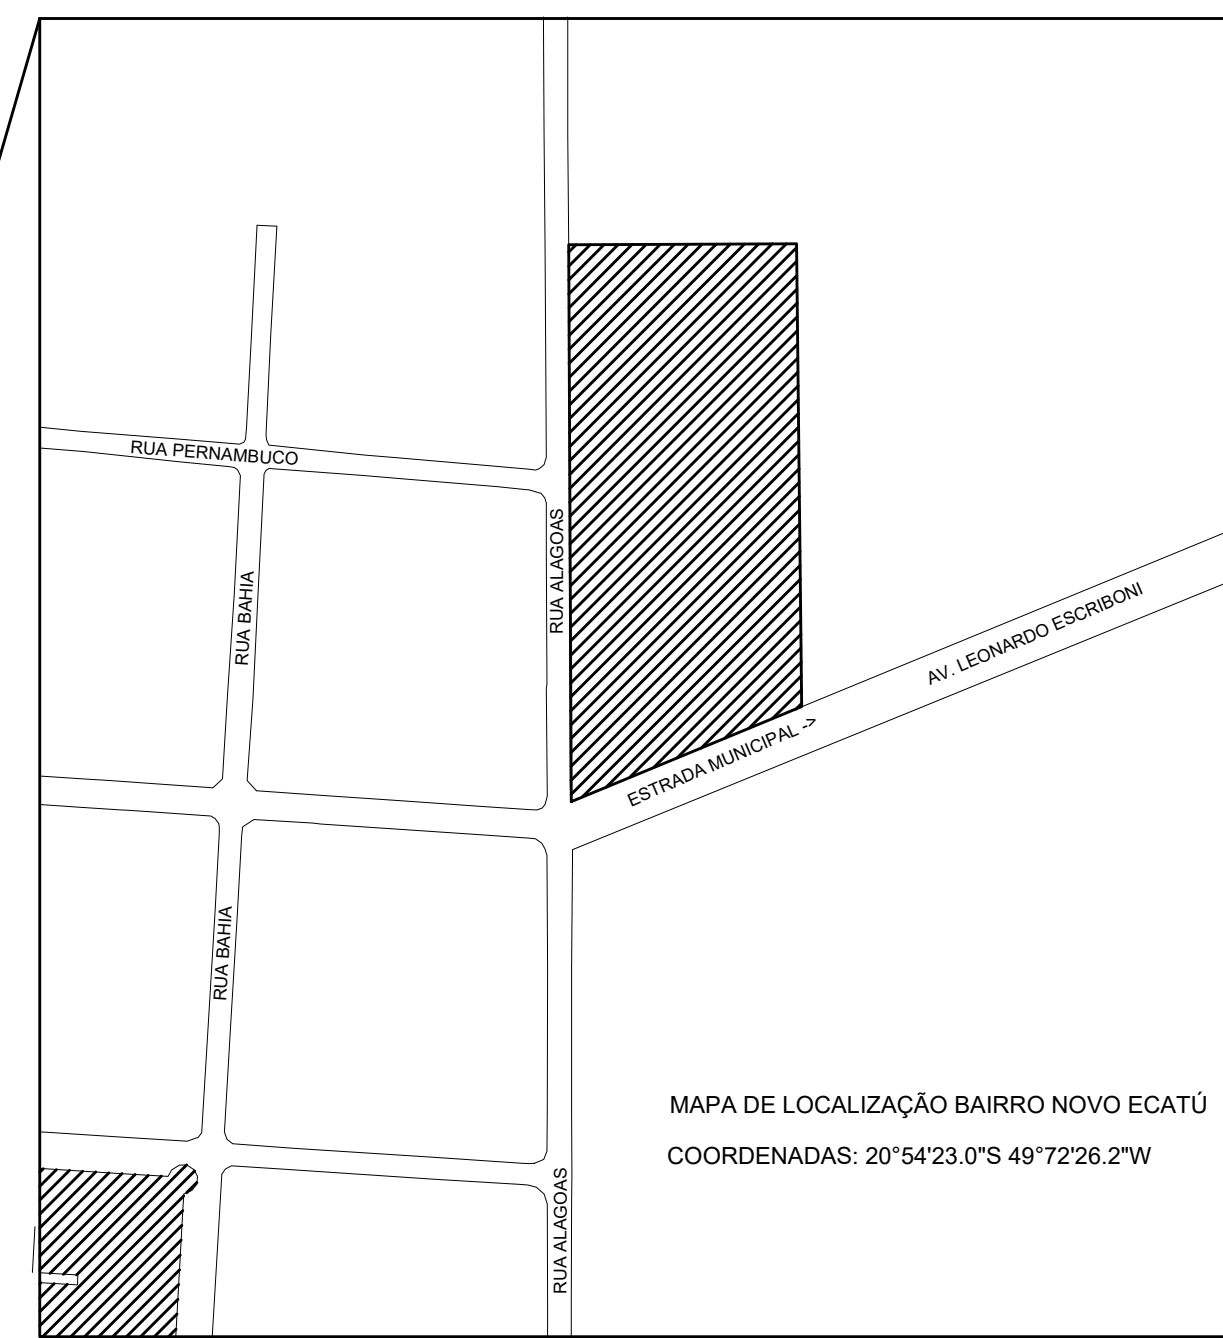 RUA PERNAMBUCO
RUA ALAGOAS
RUA BAHIA
AV. LEONARDO ESCRIBONI
ESTRADA MUNICIPAL ->
RUA BAHIA
MAPA DE LOCALIZAÇÃO BAIRRO NOVO ECATÚ
COORDENADAS: 20°54'23.0"S 49°72'26.2"W
RUA ALAGOAS